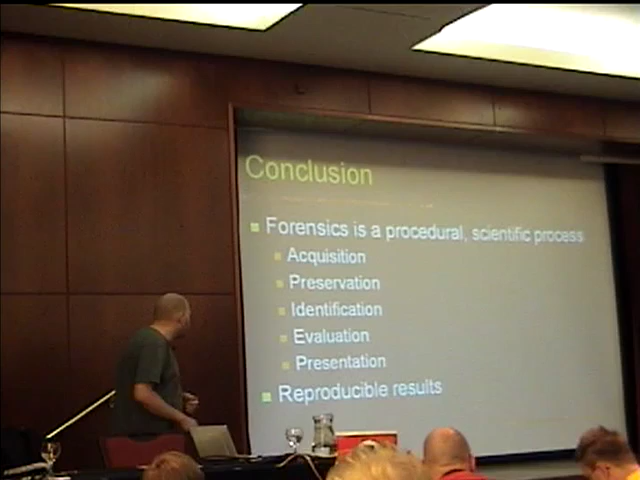 Conclusion
Forensics is a procedural, scientific process
Acquisition
Preservation
Identification
Evaluation
Presentation
Reproducible results